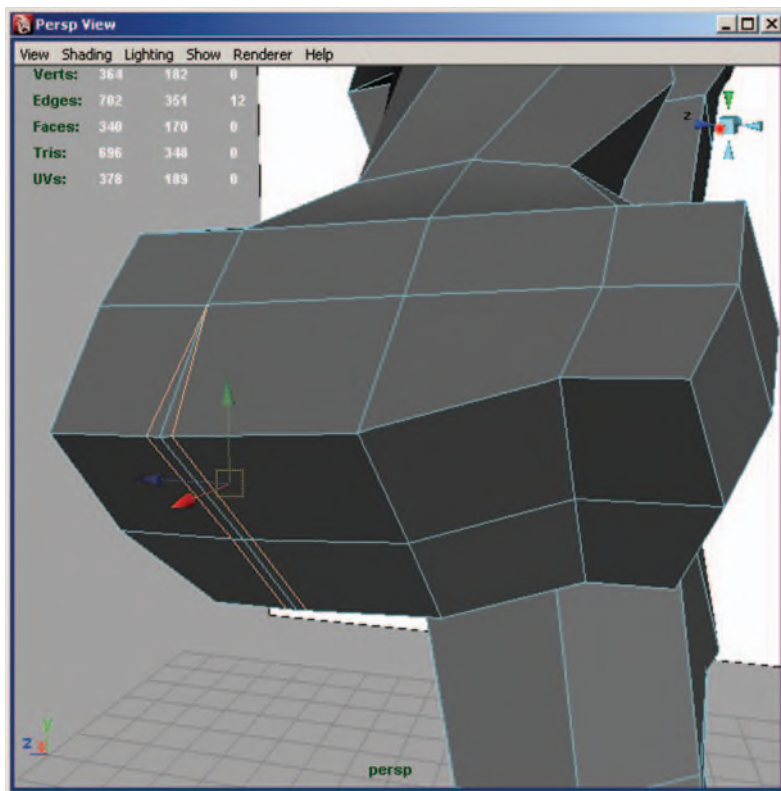 Persp View
View Shading Lighting Show Renderer Help
Verts: 364 182 0
Edges: 702 351 12
Faces: 340 170 0
Tris: 696 348 0
UVs: 378 189 0
z
y
z
persp